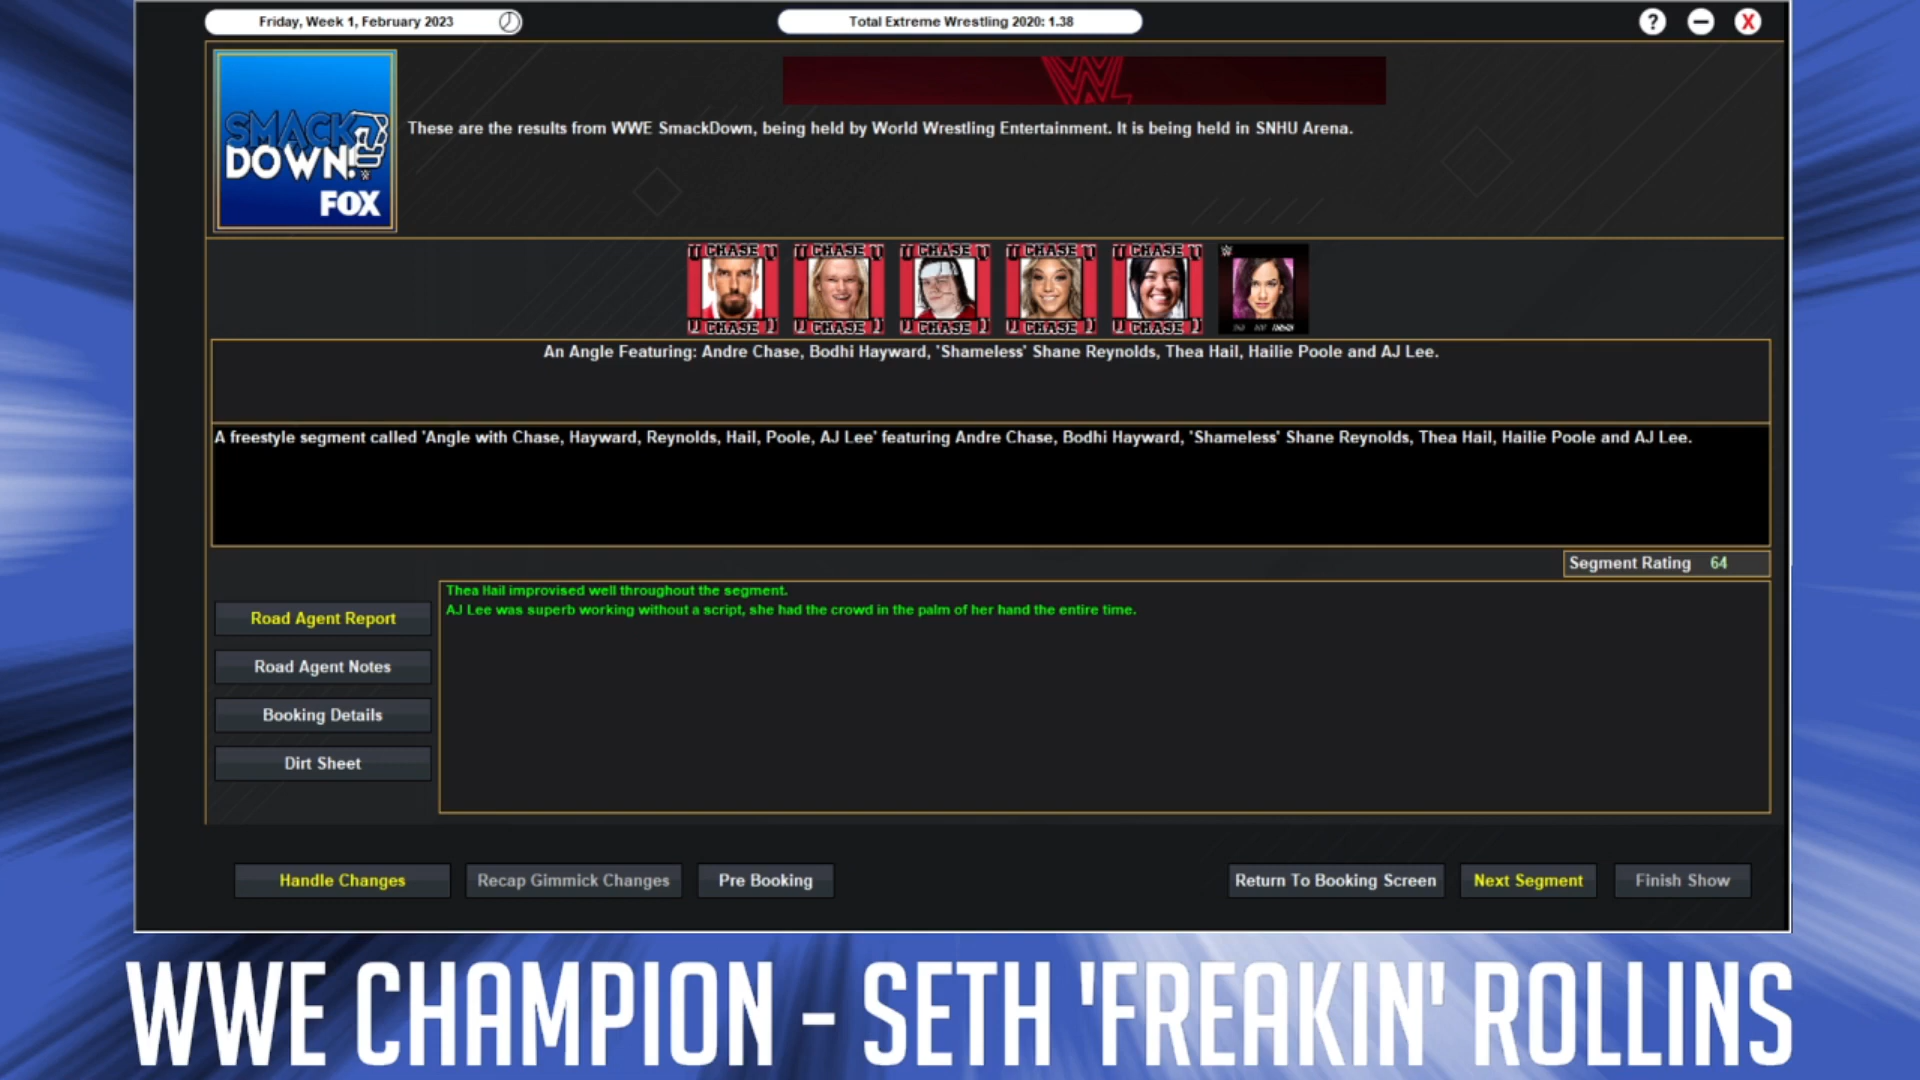 Friday, Week 1, February 2023
Total Extreme Wrestling 2020: 1.38
?
X
SMACK
DOWN!
FOX
These are the results from WWE SmackDown, being held by World Wrestling Entertainment. It is being held in SNHU Arena.
U CHASE U U CHASE U U CHASE U U CHASE U U CHASE U
U CHASE U U CHASE U U CHASE U U CHASE U U CHASE U
An Angle Featuring: Andre Chase, Bodhi Hayward, 'Shameless' Shane Reynolds, Thea Hail, Hailie Poole and AJ Lee.
A freestyle segment called 'Angle with Chase, Hayward, Reynolds, Hail, Poole, AJ Lee' featuring Andre Chase, Bodhi Hayward, 'Shameless' Shane Reynolds, Thea Hail, Hailie Poole and AJ Lee.
Segment Rating 64
Road Agent Report
Road Agent Notes
Booking Details
Dirt Sheet
Thea Hail improvised well throughout the segment.
AJ Lee was superb working without a script, she had the crowd in the palm of her hand the entire time.
Handle Changes
Recap Gimmick Changes
Pre Booking
Return To Booking Screen
Next Segment
Finish Show
WWE CHAMPION - SETH 'FREAKIN' ROLLINS